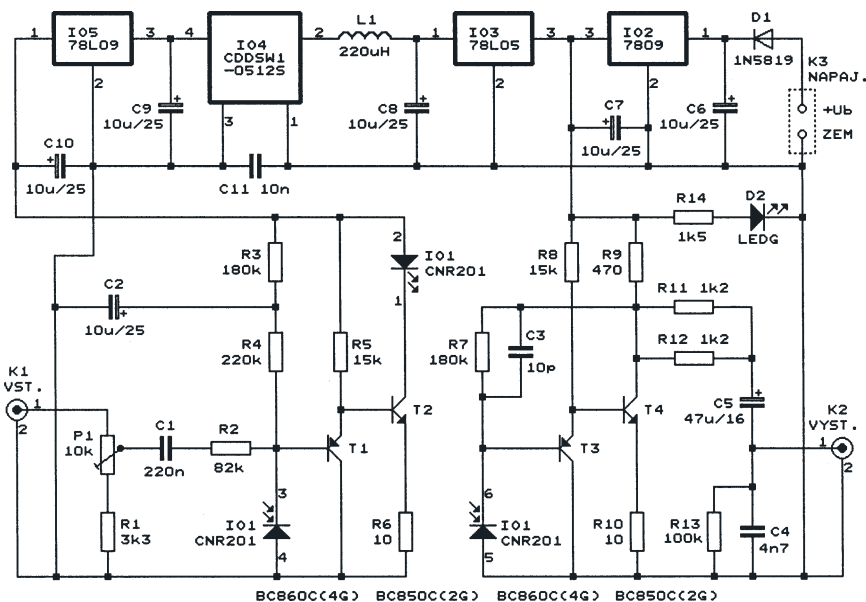 1
IO5
78L09
3
2
4
IO4
CDDSW1
-0512S
2
3
1
L1
220uH
1
IO3
78L05
3
2
3
IO2
7809
1
2
D1
1N5819
K3
NAPAJ.
+Ub
ZEM
C9
10u/25
+
C8
10u/25
+
C7
10u/25
+
C6
10u/25
+
C10
10u/25
+
C11 10n
R14
1k5
D2
LEDG
R3
180k
2
IO1
CNR201
1
R8
15k
R9
470
R11 1k2
C2
10u/25
+
R4
220k
R5
15k
R7
180k
C3
10p
R12 1k2
K1
VST.
1
2
P1
10k
C1
220n
R2
82k
T1
T2
T3
T4
C5
47u/16
+
K2
VYST.
1
2
R1
3k3
3
IO1
CNR201
4
R6
10
6
IO1
CNR201
5
R10
10
R13
100k
C4
4n7
BC860C(4G) BC850C(2G) BC860C(4G) BC850C(2G)